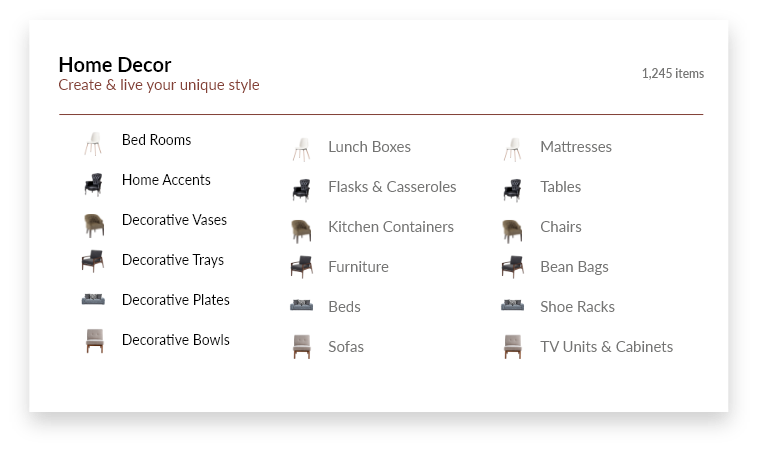 Home Decor
Create & live your unique style
1,245 items
Bed Rooms
Home Accents
Decorative Vases
Decorative Trays
Decorative Plates
Decorative Bowls
Lunch Boxes
Flasks & Casseroles
Kitchen Containers
Furniture
Beds
Sofas
Mattresses
Tables
Chairs
Bean Bags
Shoe Racks
TV Units & Cabinets